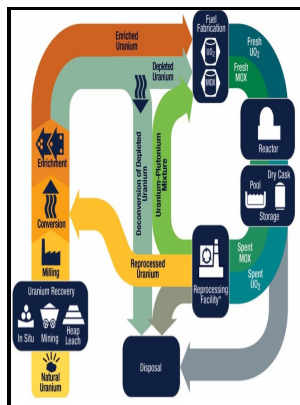 Enriched Uranium
Depleted
Uranium
Fuel
Fabrication
UO2
MOX
Fresh
UO2
Fresh
MOX
Reactor
Dry Cask
Pool
Storage
Enrichment
Deconversion of Depleted
Uranium
Uranium-Plutonium
Mixture
Conversion
Milling
Reprocessed
Uranium
Spent
MOX
Spent
UO2
Reprocessing
Facility*
Uranium Recovery
In Situ
Mining
Heap
Leach
Disposal
Natural
Uranium